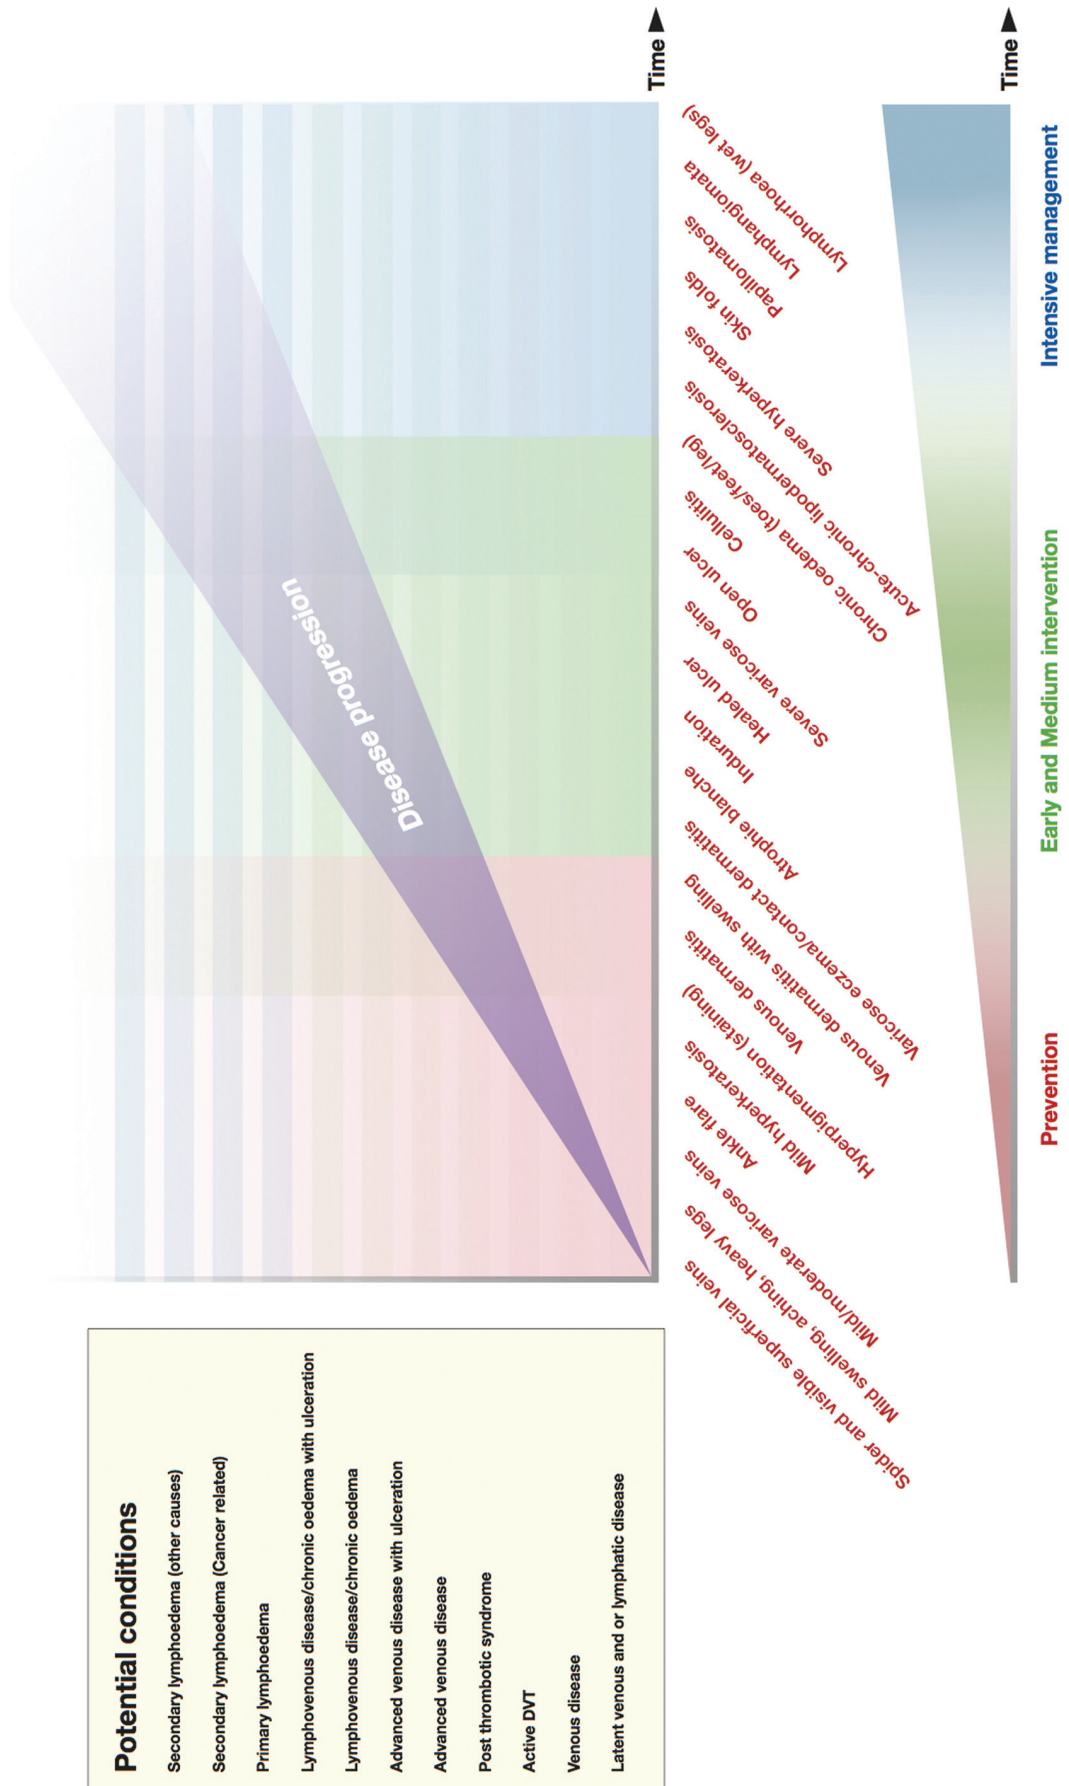 Potential conditions
Secondary lymphoedema (other causes)
Secondary lymphoedema (Cancer related)
Primary lymphoedema
Lymphovenous disease/chronic oedema with ulceration
Lymphovenous disease/chronic oedema
Advanced venous disease with ulceration
Advanced venous disease
Post thrombotic syndrome
Active DVT
Venous disease
Latent venous and or lymphatic disease
Disease progression
Time
Spider and visible superficial veins
Mild swelling, aching, heavy legs
Mild/moderate varicose veins
Ankle flare
Mild hyperkeratosis
Hyperpigmentation (staining)
Venous dermatitis
Venous dermatitis with swelling
Varicose eczema/contact dermatitis
Atrophie blanche
Induration
Healed ulcer
Severe varicose veins
Open ulcer
Cellulitis
Chronic oedema (toes/feet/leg)
Acute-chronic lipodermatosclerosis
Severe hyperkeratosis
Skin folds
Papillomatosis
Lymphangiomata
Lymphorrhoea (wet legs)
Time
Prevention
Early and Medium intervention
Intensive management